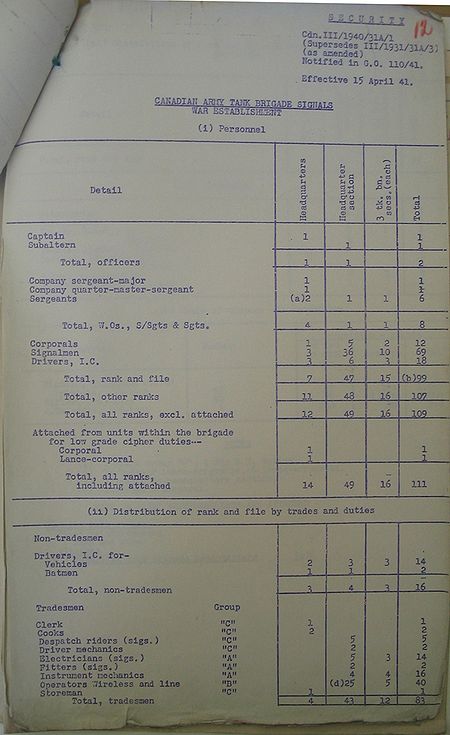 SECURITY
12
Cdn.III/1940/31A/1
(Supersedes III/1931/31A/3)
(as amended)
Notified in G.O. 110/41.
Effective 15 April 41.
CANADIAN ARMY TANK BRIGADE SIGNALS
WAR ESTABLISHMENT
(i) Personnel
Detail Headquarters Headquarter section 3 tk. bn. secs.(each) Total
Captain 1 1
Subaltern 1 1
Total, officers 1 1 2
Company sergeant-major 1 1
Company quarter-master-sergeant 1 1
Sergeants (a)2 1 1 6
Total, W.Os., S/Sgts & Sgts. 4 1 1 8
Corporals 1 5 2 12
Signalmen 3 36 10 69
Drivers, I.C. 3 6 3 18
Total, rank and file 7 47 15 (b)99
Total, other ranks 11 48 16 107
Total, all ranks, excl. attached 12 49 16 109
Attached from units within the brigade
for low grade cipher duties--
Corporal 1 1
Lance-corporal 1 1
Total, all ranks,
including attached 14 49 16 111
(ii) Distribution of rank and file by trades and duties
Non-tradesmen
Drivers, I.C. for-
Vehicles 2 3 3 14
Batmen 1 1 2
Total, non-tradesmen 3 4 3 16
Tradesmen Group
Clerk "C" 1 1
Cooks "C" 2 2
Despatch riders (sigs.) "C" 5 5
Driver mechanics "C" 2 2
Electricians (sigs.) "A" 5 3 14
Fitters (sigs.) "A" 2 2
Instrument mechanics "A" 4 4 16
Operators Wireless and line "B" (d)25 5 40
Storeman "C" 1 1
Total, tradesmen 4 43 12 83